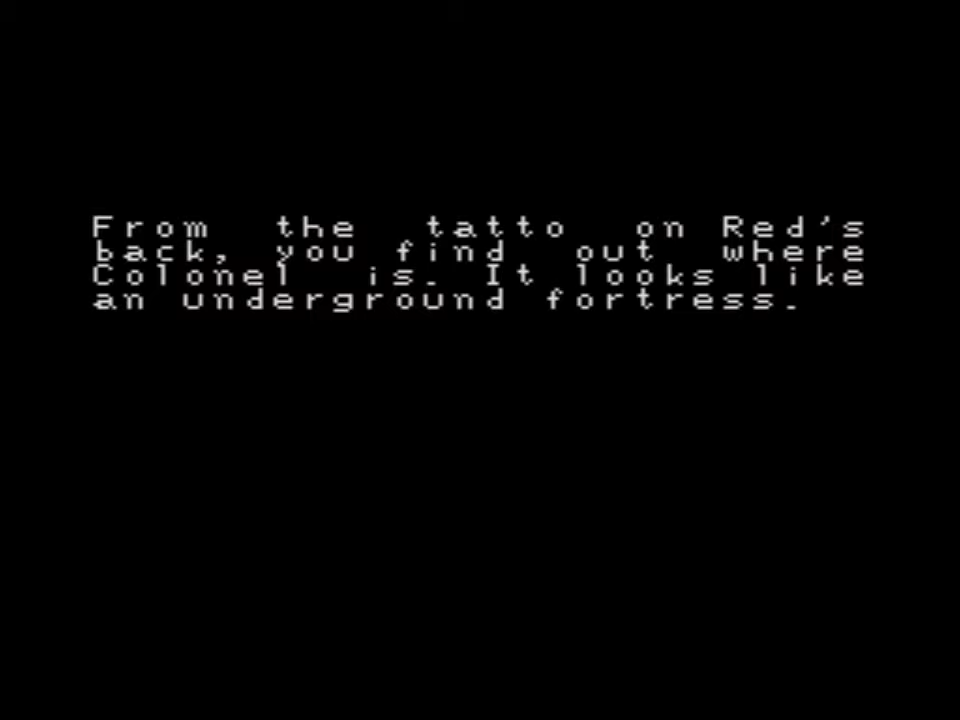 From the tatto on Red's
back, you find out where
Colonel is. It looks like
an underground fortress.